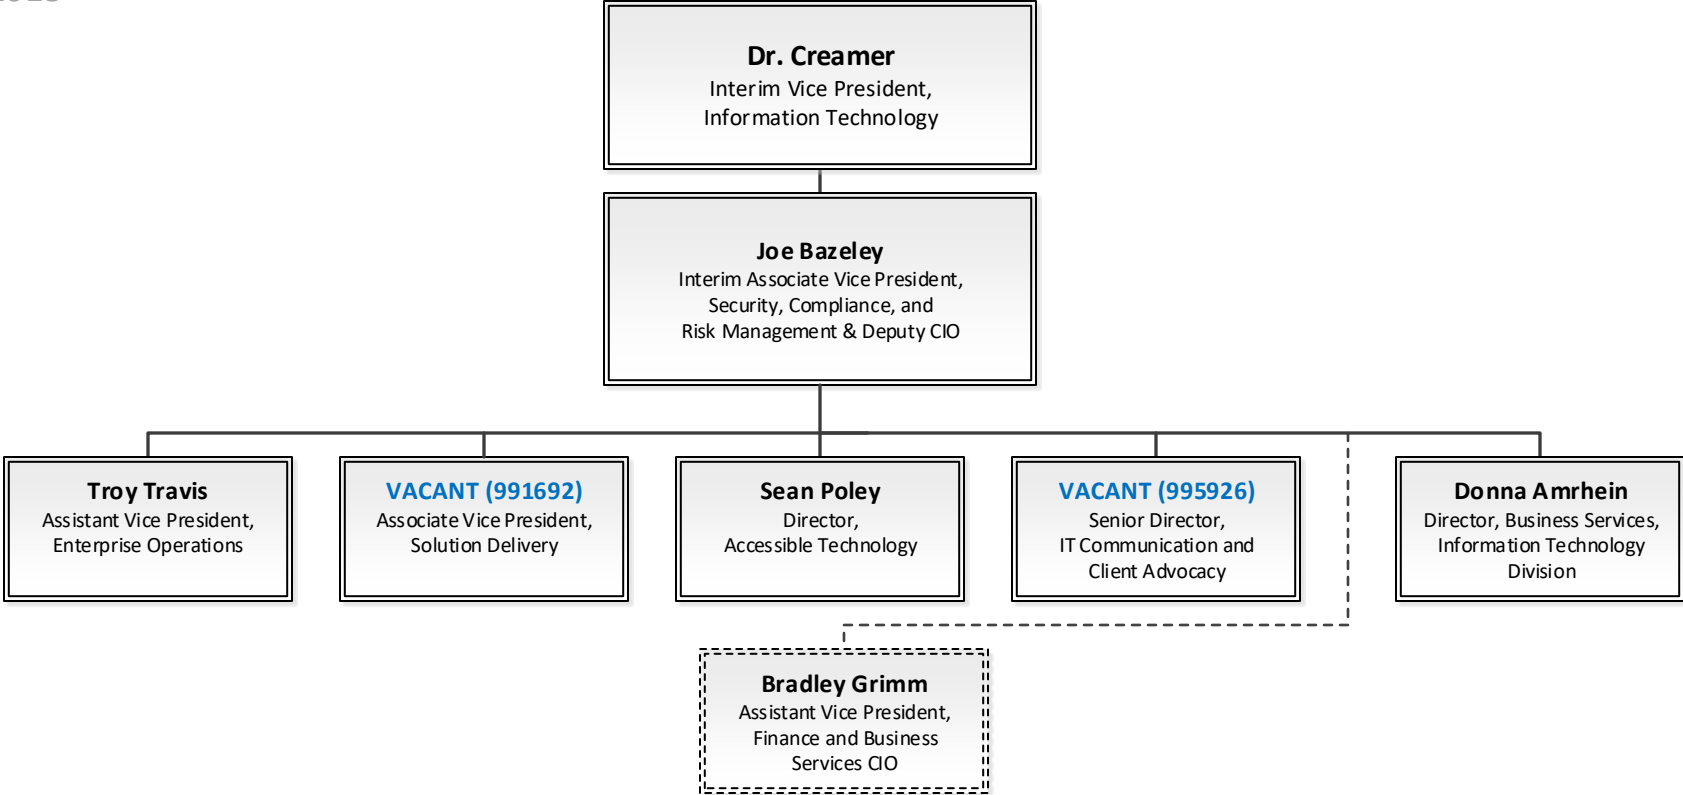 Dr. Creamer
Interim Vice President,
Information Technology
Joe Bazeley
Interim Associate Vice President,
Security, Compliance, and
Risk Management & Deputy CIO
Troy Travis
Assistant Vice President,
Enterprise Operations
VACANT (991692)
Associate Vice President,
Solution Delivery
Sean Poley
Director,
Accessible Technology
VACANT (995926)
Senior Director,
IT Communication and
Client Advocacy
Donna Amrhein
Director, Business Services,
Information Technology
Division
Bradley Grimm
Assistant Vice President,
Finance and Business
Services CIO